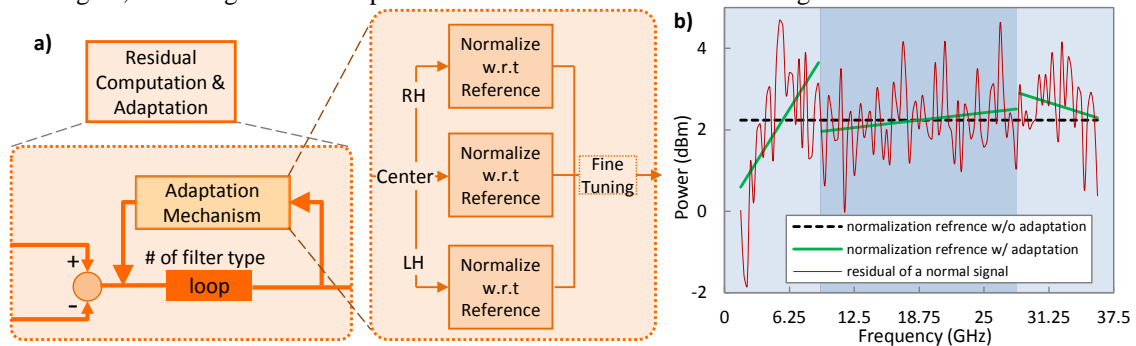 a)
Residual
Computation &
Adaptation
Adaptation
Mechanism
# of filter type
loop
+
-
RH
Center
LH
Normalize
w.r.t
Reference
Normalize
w.r.t
Reference
Normalize
w.r.t
Reference
Fine
Tuning
b)
Power (dBm)
4
2
0
-2
normalization refrence w/o adaptation
normalization refrence w/ adaptation
residual of a normal signal
0 6.25 12.5 18.75 25 31.25 37.5
Frequency (GHz)